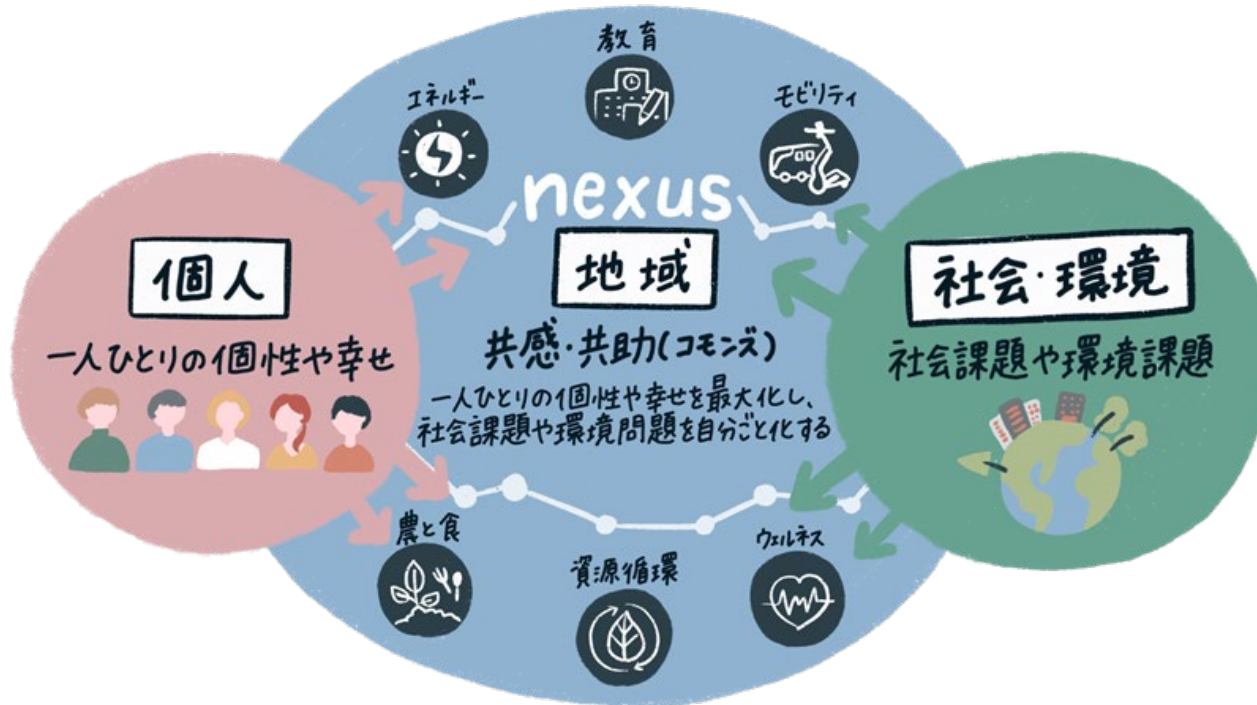 教育
エネルギー
モビリティ
nexus
個人
一人ひとりの個性や幸せ
地域
共感・共助(コモンズ)
一人ひとりの個性や幸せを最大化し、
社会課題や環境問題を自分ごと化する
社会・環境
社会課題や環境課題
農と食
資源循環
ウェルネス